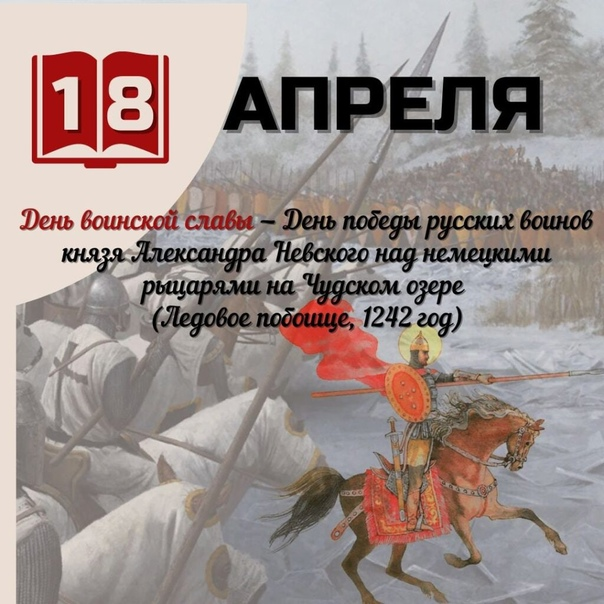 18 АПРЕЛЯ
День воинской славы – День победы русских воинов
князя Александра Невского над немецкими
рыцарями на Чудском озере
(Ледовое побоище, 1242 год)